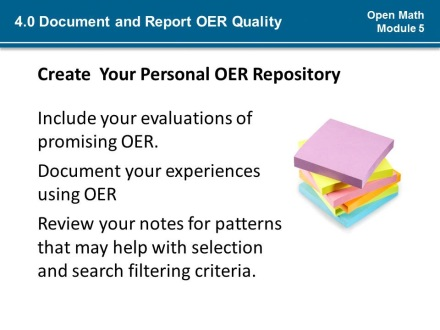 4.0 Document and Report OER Quality
Open Math
Module 5
Create  Your Personal OER Repository
Include your evaluations of
promising OER.
Document your experiences
using OER
Review your notes for patterns
that may help with selection
and search filtering criteria.